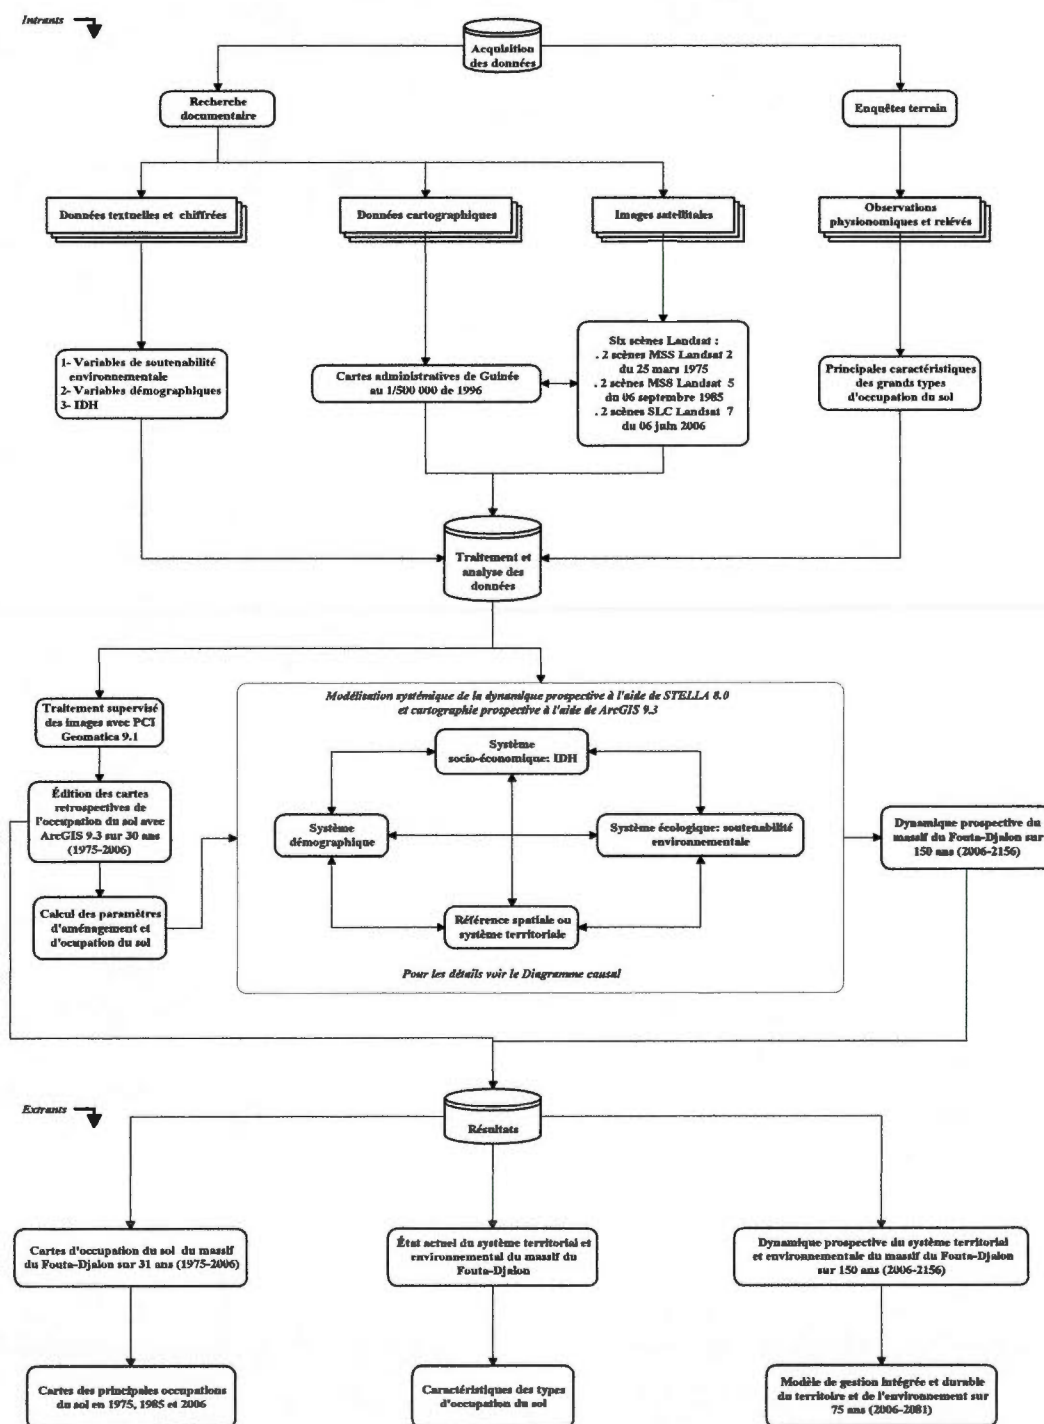 Intrants
Acquisition
des données
Recherche
documentaire
Enquêtes terrain
Données textuelles et chiffrées
Données cartographiques
Images satellitales
Observations
physionomiques et relévés
1- Variables de soutenabilité
environnementale
2- Variables démographiques
3- IDH
Cartes administratives de Guinée
au 1/500 000 de 1996
Six scènes Landsat :
. 2 scènes MSS Landsat 2
du 25 mars 1975
. 2 scènes MSS Landsat 5
du 06 septembre 1985
. 2 scènes SLC Landsat 7
du 06 juin 2006
Principales caractéristiques
des grands types
d'occupation du sol
Traitement et
analyse des
données
Traitement supervisé
des images avec PCI
Geomatica 9.1
Édition des cartes
retrospectives de
l'occupation du sol avec
ArcGIS 9.3 sur 30 ans
(1975-2006)
Calcul des paramètres
d'aménagement et
d'ocupation du sol
Modélisation systémique de la dynamique prospective à l'aide de STELLA 8.0
et cartographie prospective à l'aide de ArcGIS 9.3
Système
socio-économique: IDH
Système
démographique
Système écologique: soutenabilité
environnementale
Référence spatiale ou
système territoriale
Pour les détails voir le Diagramme causal
Dynamique prospective du
massif du Fouta-Djalon sur
150 ans (2006-2156)
Extrants
Résultats
Cartes d'occupation du sol du massif
du Fouta-Djalon sur 31 ans (1975-2006)
État actuel du système territorial et
environnemental du massif du
Fouta-Djalon
Dynamique prospective du système territorial
et environnementale du massif du Fouta-Djalon
sur 150 ans (2006-2156)
Cartes des principales occupations
du sol en 1975, 1985 et 2006
Caractéristiques des types
d'occupation du sol
Modèle de gestion intégrée et durable
du territoire et de l'environnement sur
75 ans (2006-2081)